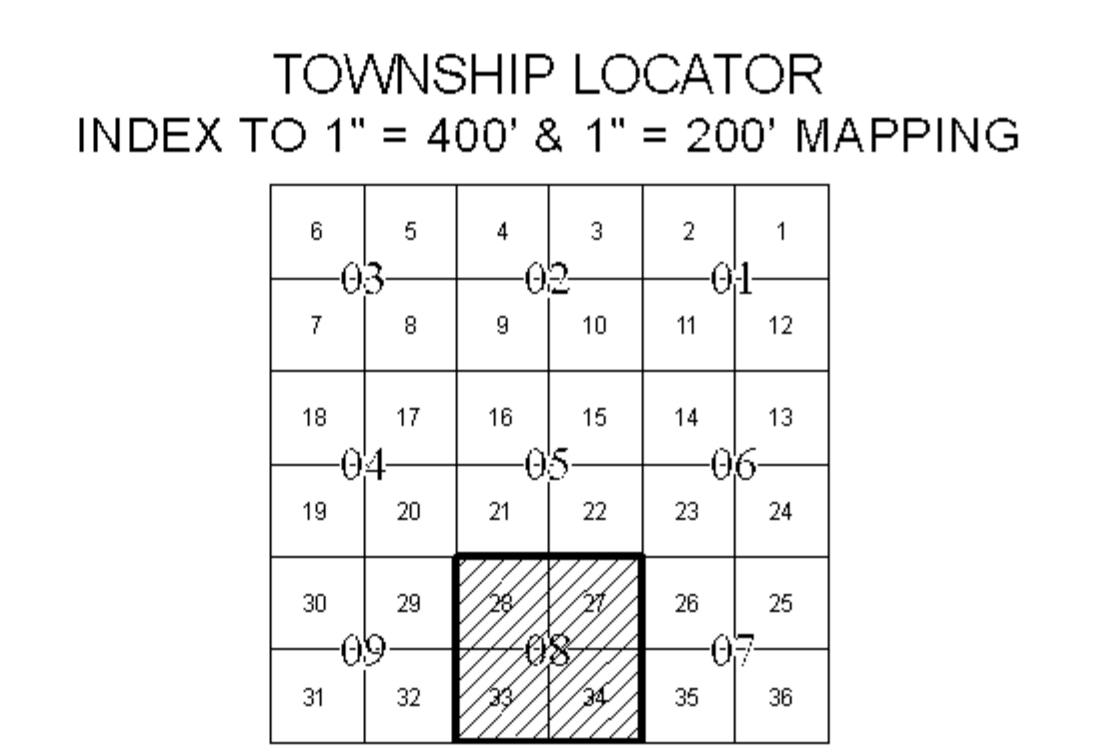 TOWNSHIP LOCATOR
INDEX TO 1" = 400' & 1" = 200' MAPPING
6 5 4 3 2 1
03 02 01
7 8 9 10 11 12
18 17 16 15 14 13
04 05 06
19 20 21 22 23 24
30 29 28 27 26 25
09 08 07
31 32 33 34 35 36